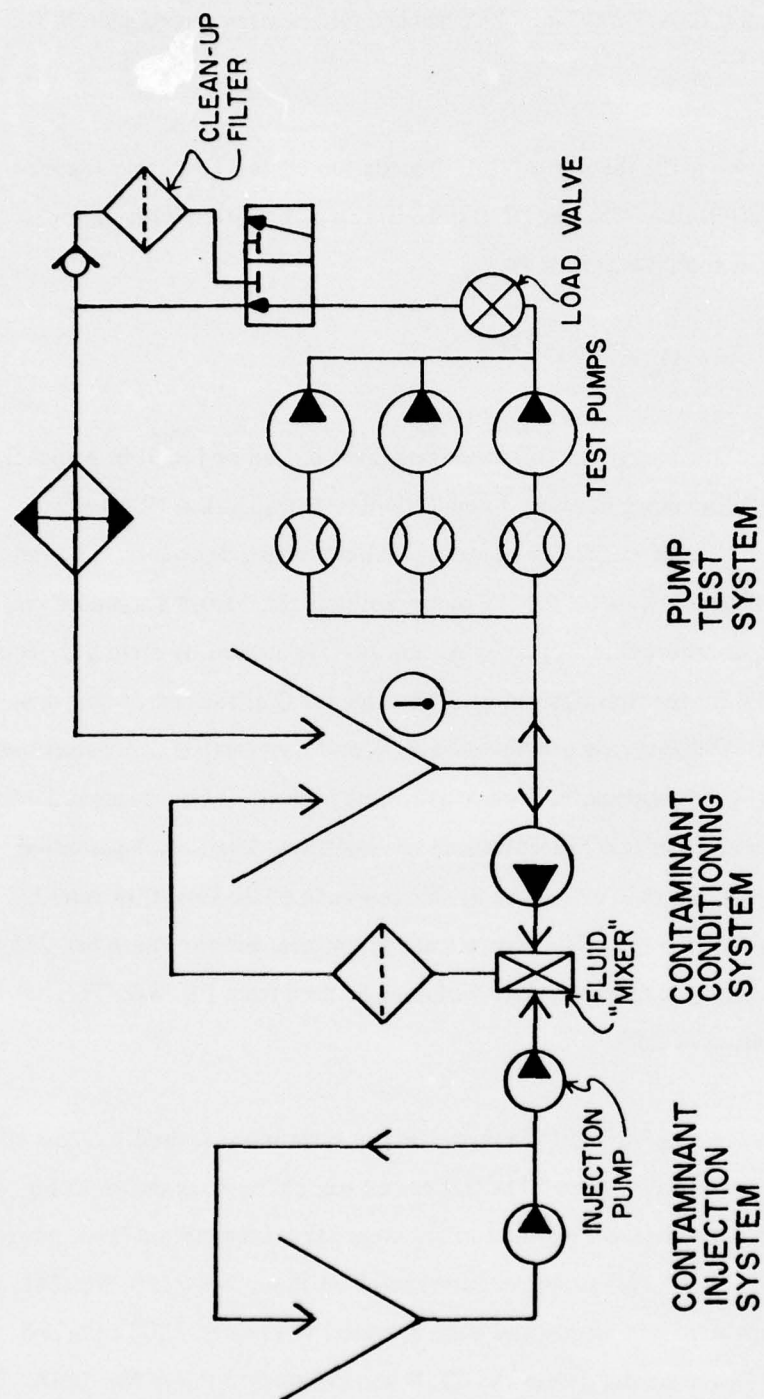 CLEAN-UP
FILTER
LOAD VALVE
TEST PUMPS
FLUID
"MIXER"
INJECTION
PUMP
CONTAMINANT
INJECTION
SYSTEM
CONTAMINANT
CONDITIONING
SYSTEM
PUMP
TEST
SYSTEM